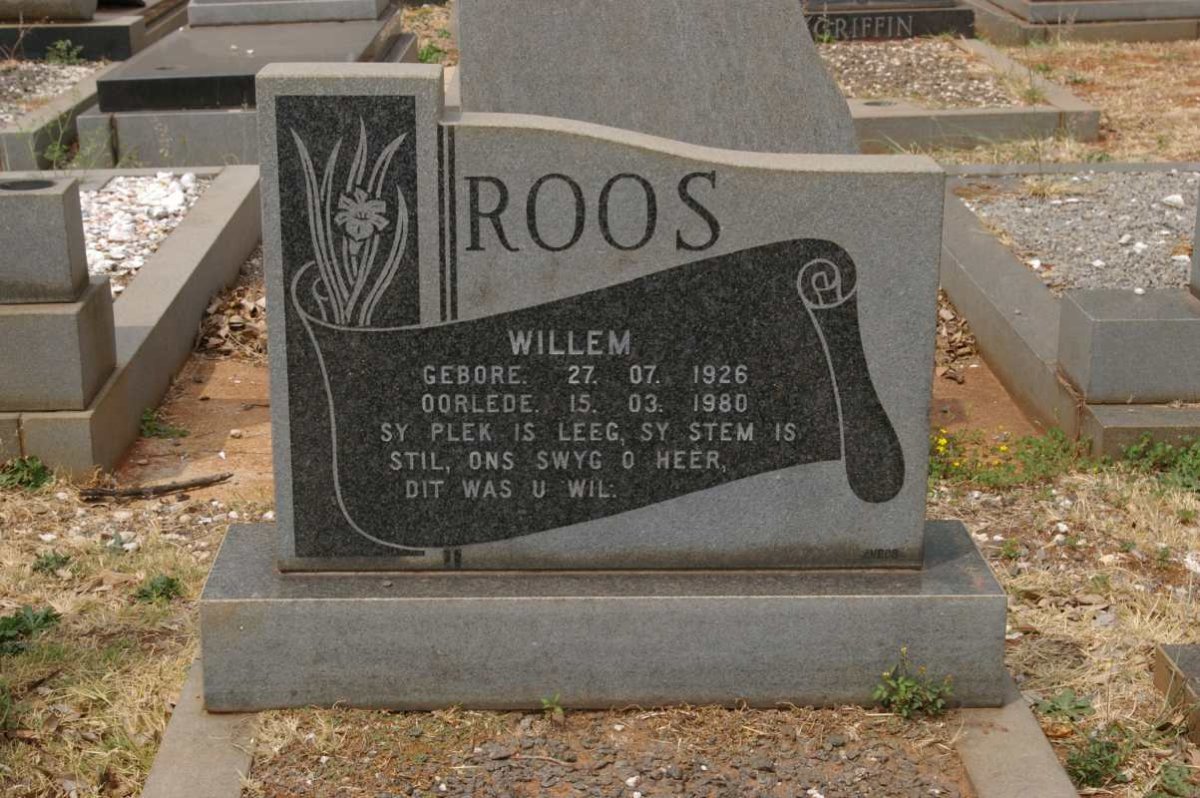 GRIFFIN
ROOS
WILLEM
GEBORE. 27. 07. 1926
OORLEDE. 15. 03. 1980
SY PLEK IS LEEG, SY STEM IS
STIL, ONS SWYG O HEER,
DIT WAS U WIL.